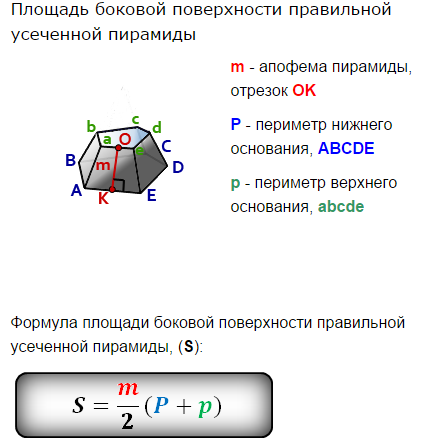 Площадь боковой поверхности правильной
усеченной пирамиды
m - апофема пирамиды,
отрезок OK
P - периметр нижнего
основания, ABCDE
p - периметр верхнего
основания, abcde
b
c
d
a
O
e
C
B
m
D
A
K
E
Формула площади боковой поверхности правильной
усеченной пирамиды, (S):
S = m/2 (P + p)